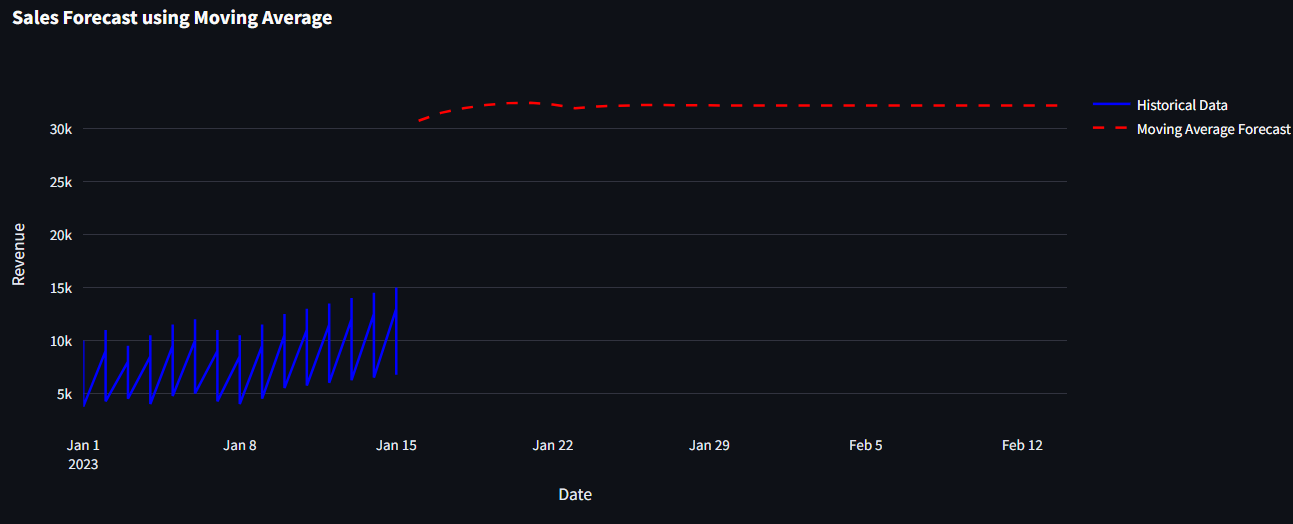 Sales Forecast using Moving Average
Historical Data
Moving Average Forecast
Revenue
30k
25k
20k
15k
10k
5k
Jan 1 Jan 8 Jan 15 Jan 22 Jan 29 Feb 5 Feb 12
2023
Date